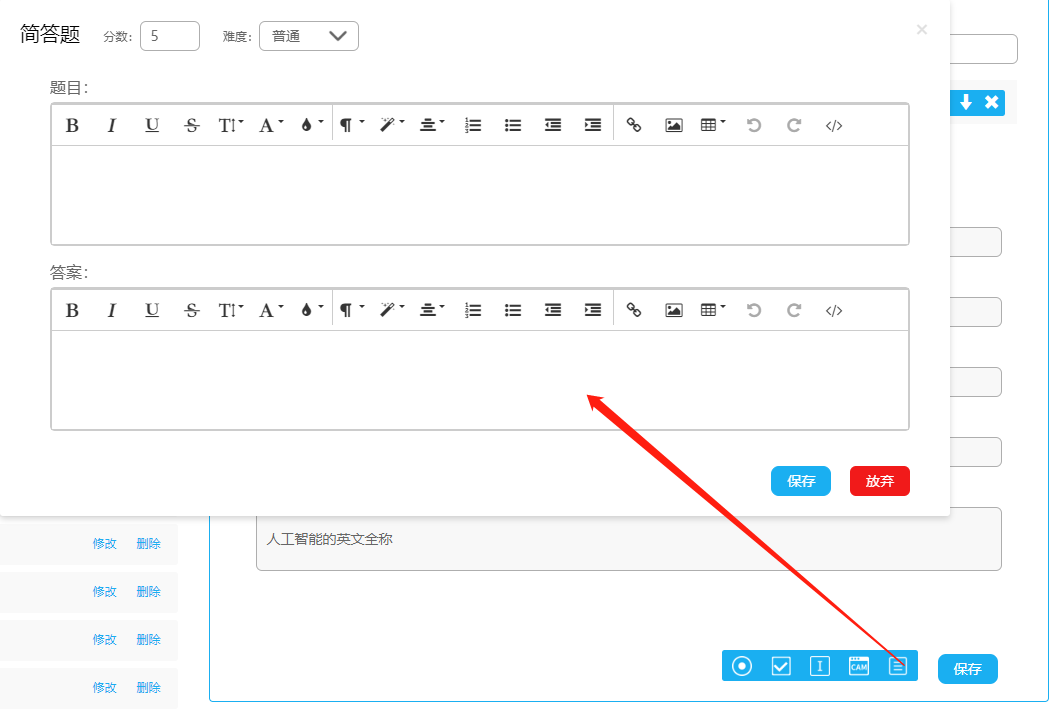 简答题 分数: 5 难度: 普通
题目:
答案:
保存 放弃
人工智能的英文全称
修改 删除
修改 删除
修改 删除
修改 删除
CAM 保存